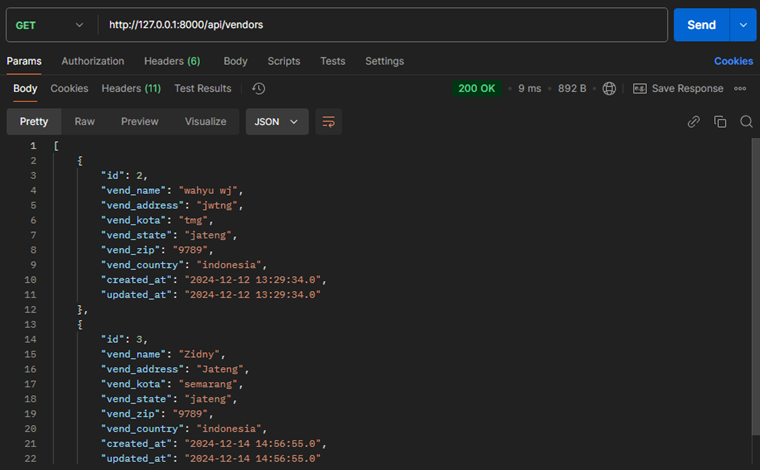 GET http://127.0.0.1:8000/api/vendors Send
Params Authorization Headers (6) Body Scripts Tests Settings Cookies
Body Cookies Headers (11) Test Results 200 OK • 9 ms • 892 B • e.g. Save Response
Pretty Raw Preview Visualize JSON
1 [
2 {
3 "id": 2,
4 "vend_name": "wahyu wj",
5 "vend_address": "jwtng",
6 "vend_kota": "tmg",
7 "vend_state": "jateng",
8 "vend_zip": "9789",
9 "vend_country": "indonesia",
10 "created_at": "2024-12-12 13:29:34.0",
11 "updated_at": "2024-12-12 13:29:34.0"
12 },
13 {
14 "id": 3,
15 "vend_name": "Zidny",
16 "vend_address": "Jateng",
17 "vend_kota": "semarang",
18 "vend_state": "jateng",
19 "vend_zip": "9789",
20 "vend_country": "indonesia",
21 "created_at": "2024-12-14 14:56:55.0",
22 "updated_at": "2024-12-14 14:56:55.0"